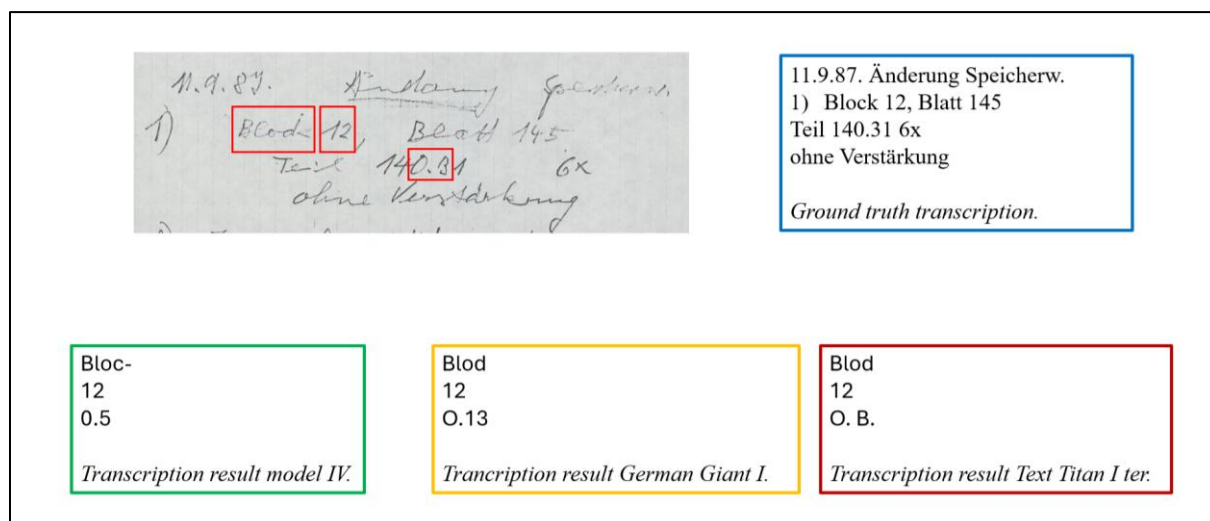 11.9.87. Ändarung Speicherw.
1) BLock 12, Blatt 145
Teil 140.31 6x
ohne Verstärkung
11.9.87. Änderung Speicherw.
1) Block 12, Blatt 145
Teil 140.31 6x
ohne Verstärkung
Ground truth transcription.
Bloc-
12
0.5
Transcription result model IV.
Blod
12
O.13
Trancription result German Giant I.
Blod
12
O. B.
Transcription result Text Titan I ter.